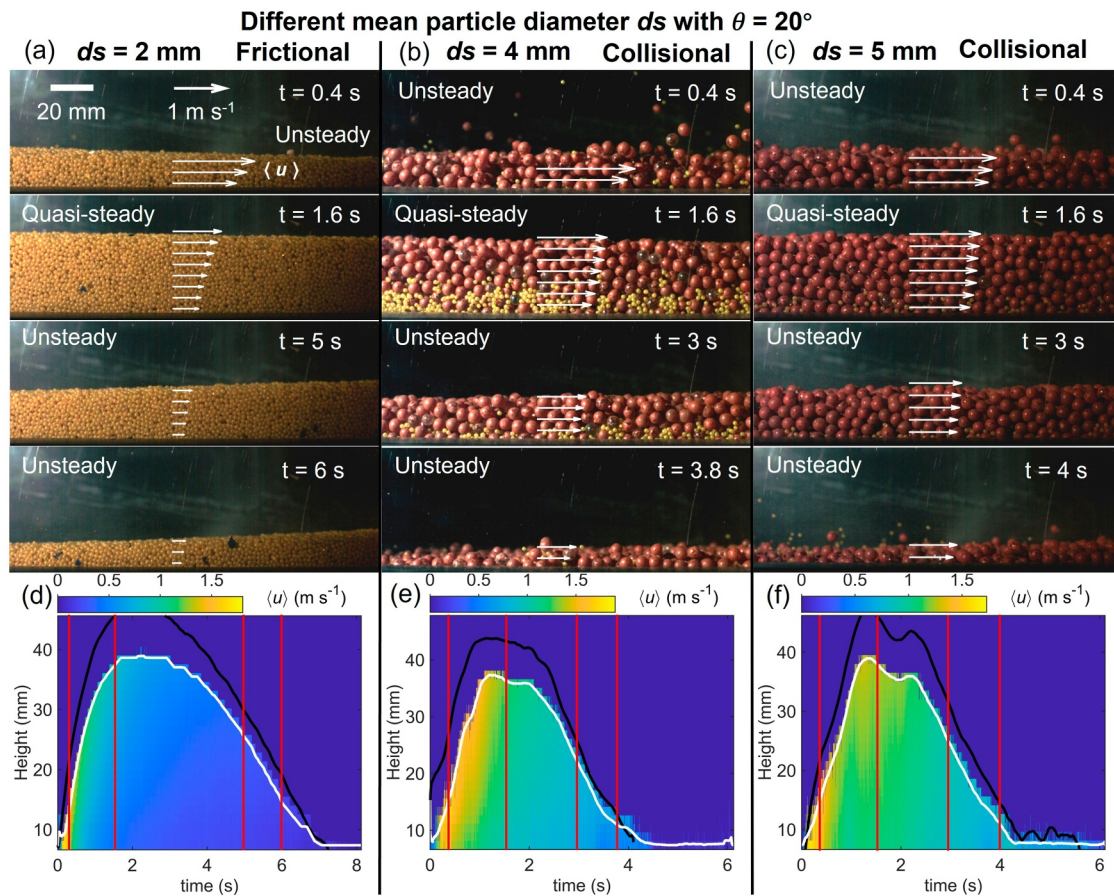 Different mean particle diameter ds with θ = 20°
(a) ds = 2 mm Frictional
20 mm
1 m s⁻¹
t = 0.4 s
Unsteady
⟨ u ⟩
Quasi-steady
t = 1.6 s
Unsteady
t = 5 s
Unsteady
t = 6 s
(b) ds = 4 mm Collisional
Unsteady
t = 0.4 s
Quasi-steady
t = 1.6 s
Unsteady
t = 3 s
Unsteady
t = 3.8 s
(c) ds = 5 mm Collisional
Unsteady
t = 0.4 s
Quasi-steady
t = 1.6 s
Unsteady
t = 3 s
Unsteady
t = 4 s
(d)
0 0.5 1 1.5
⟨u⟩ (m s⁻¹)
Height (mm)
40
30
20
10
0 2 4 6 8
time (s)
(e)
0 0.5 1 1.5
⟨u⟩ (m s⁻¹)
Height (mm)
40
30
20
10
0 2 4 6
time (s)
(f)
0 0.5 1 1.5
⟨u⟩ (m s⁻¹)
Height (mm)
40
30
20
10
0 2 4 6
time (s)